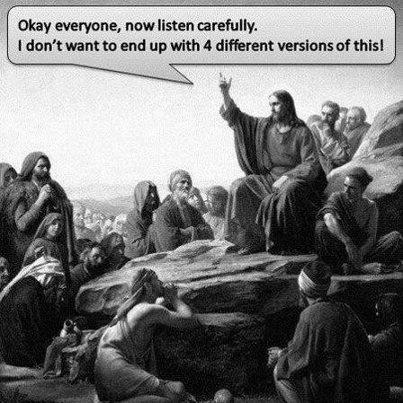 Okay everyone, now listen carefully.
I don't want to end up with 4 different versions of this!